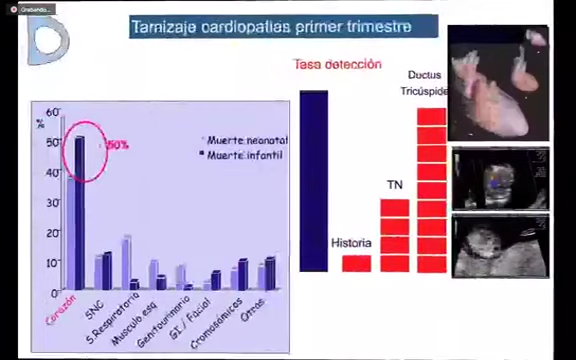 Grabando...
Tamizaje cardiopatías primer trimestre
Tasa detección
Ductus
Tricúspide
TN
Historia
%
60
50
40
30
20
10
0
50%
Muerte neonatal
Muerte infantil
Corazón
SNC
S.Respiratorio
Musculo esq
Genitourinario
GI / Facial
Cromosómicos
Otras